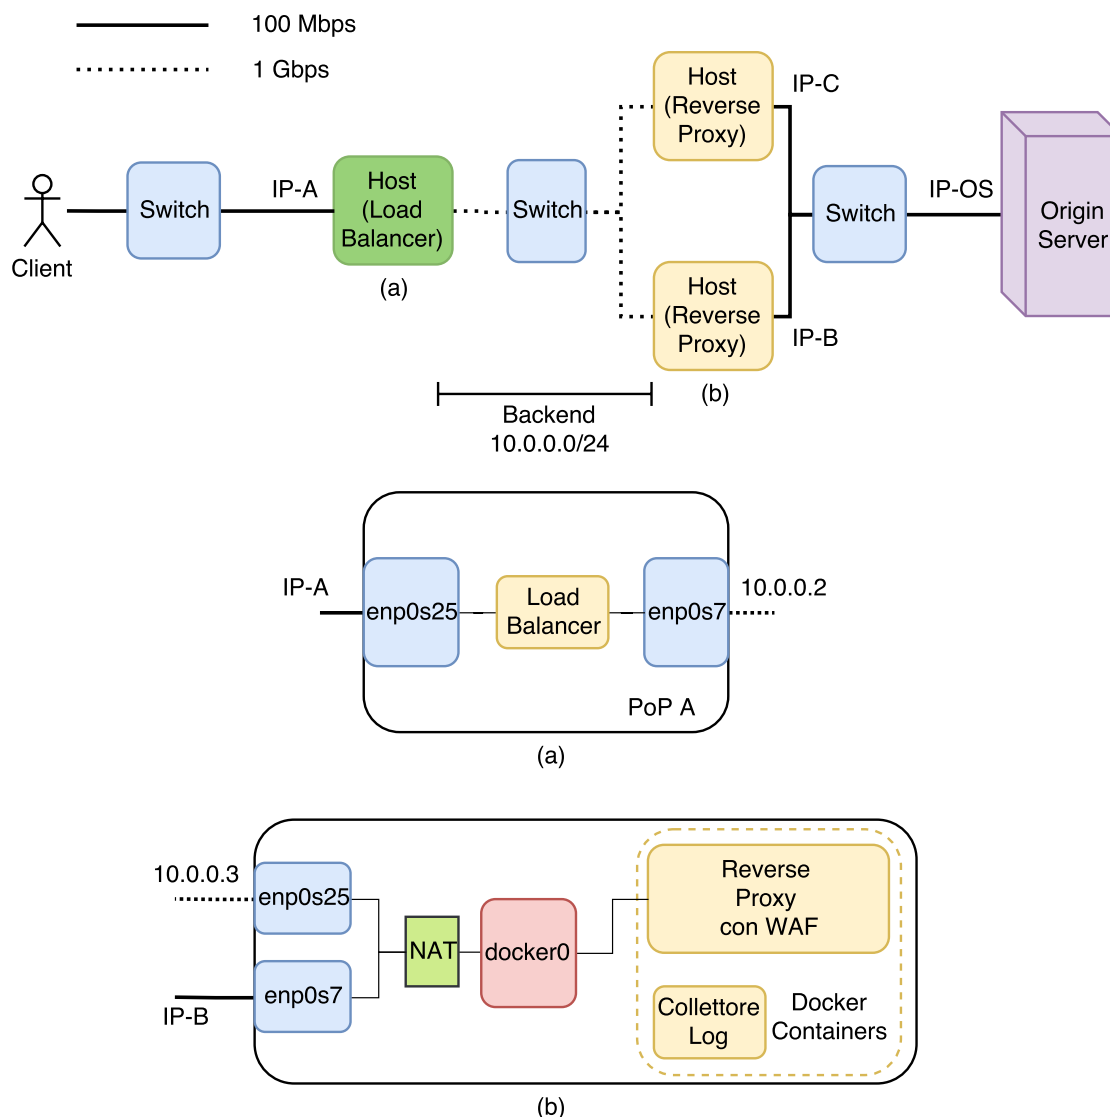 100 Mbps
1 Gbps
Client
Switch
IP-A
Host
(Load
Balancer)
(a)
Switch
Host
(Reverse
Proxy)
IP-C
Host
(Reverse
Proxy)
IP-B
(b)
Switch
IP-OS
Origin
Server
Backend
10.0.0.0/24
IP-A
enp0s25
Load
Balancer
enp0s7
10.0.0.2
PoP A
(a)
10.0.0.3
enp0s25
enp0s7
IP-B
NAT
docker0
Reverse
Proxy
con WAF
Collettore
Log
Docker
Containers
(b)